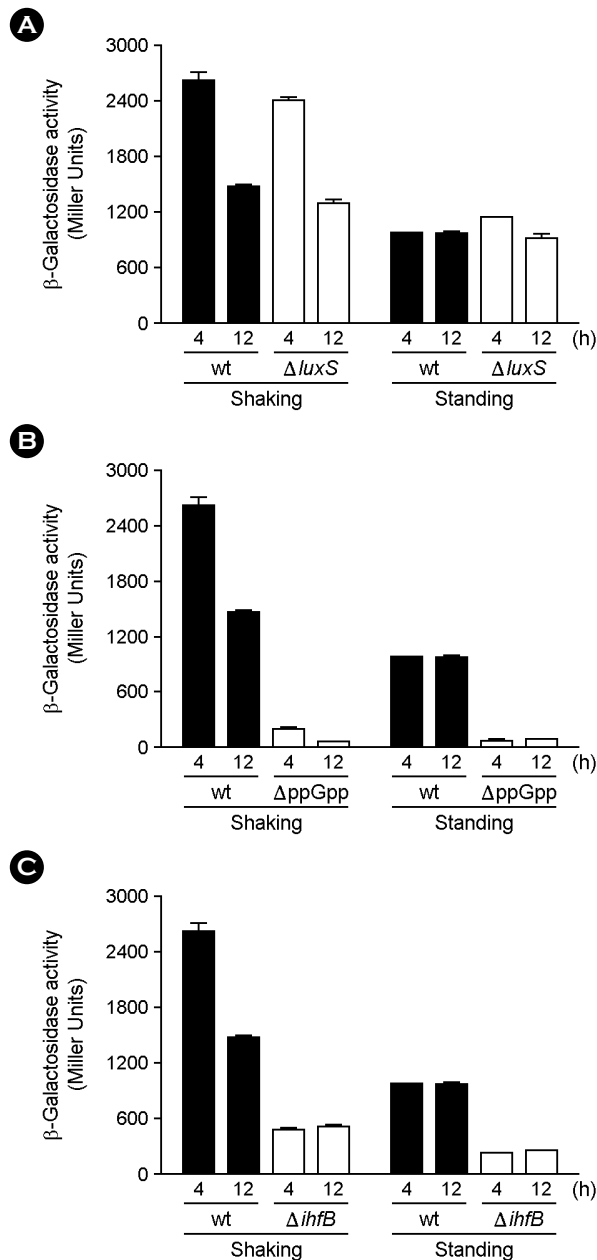 A
β-Galactosidase activity
(Miller Units)
3000
2400
1800
1200
600
0
4 12 4 12 4 12 4 12 (h)
wt ΔluxS wt ΔluxS
Shaking Standing
B
β-Galactosidase activity
(Miller Units)
3000
2400
1800
1200
600
0
4 12 4 12 4 12 4 12 (h)
wt ΔppGpp wt ΔppGpp
Shaking Standing
C
β-Galactosidase activity
(Miller Units)
3000
2400
1800
1200
600
0
4 12 4 12 4 12 4 12 (h)
wt ΔihfB wt ΔihfB
Shaking Standing